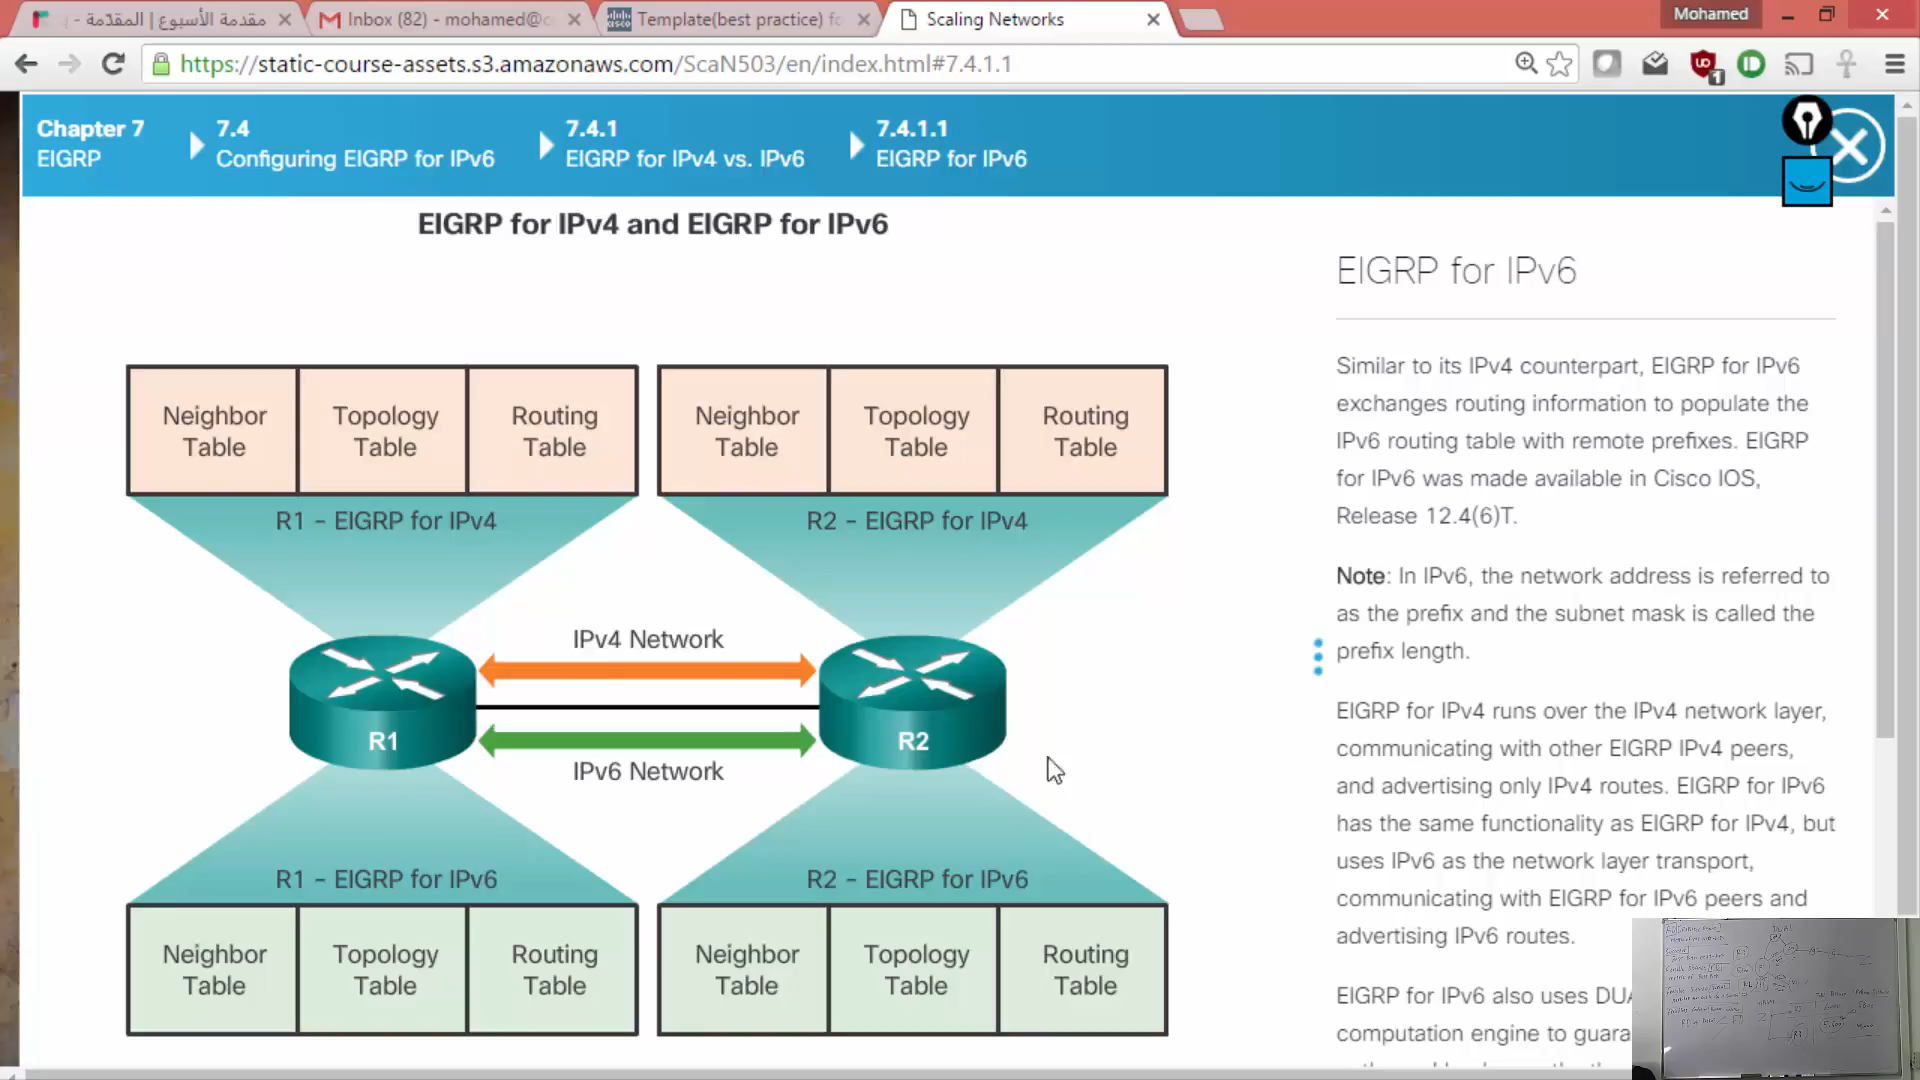 مقدمة الأسبوع | المقدّمة -
Inbox (82) - mohamed@
Template(best practice) fo
Scaling Networks
Mohamed
https://static-course-assets.s3.amazonaws.com/ScaN503/en/index.html#7.4.1.1
UD
1
Chapter 7
EIGRP
7.4
Configuring EIGRP for IPv6
7.4.1
EIGRP for IPv4 vs. IPv6
7.4.1.1
EIGRP for IPv6
EIGRP for IPv4 and EIGRP for IPv6
Neighbor Table
Topology Table
Routing Table
Neighbor Table
Topology Table
Routing Table
R1 - EIGRP for IPv4
R2 - EIGRP for IPv4
IPv4 Network
R1
R2
IPv6 Network
R1 - EIGRP for IPv6
R2 - EIGRP for IPv6
Neighbor Table
Topology Table
Routing Table
Neighbor Table
Topology Table
Routing Table
EIGRP for IPv6
Similar to its IPv4 counterpart, EIGRP for IPv6
exchanges routing information to populate the
IPv6 routing table with remote prefixes. EIGRP
for IPv6 was made available in Cisco IOS,
Release 12.4(6)T.
Note: In IPv6, the network address is referred to
as the prefix and the subnet mask is called the
prefix length.
EIGRP for IPv4 runs over the IPv4 network layer,
communicating with other EIGRP IPv4 peers,
and advertising only IPv4 routes. EIGRP for IPv6
has the same functionality as EIGRP for IPv4, but
uses IPv6 as the network layer transport,
communicating with EIGRP for IPv6 peers and
advertising IPv6 routes.
EIGRP for IPv6 also uses DUA
computation engine to guara
DUAL